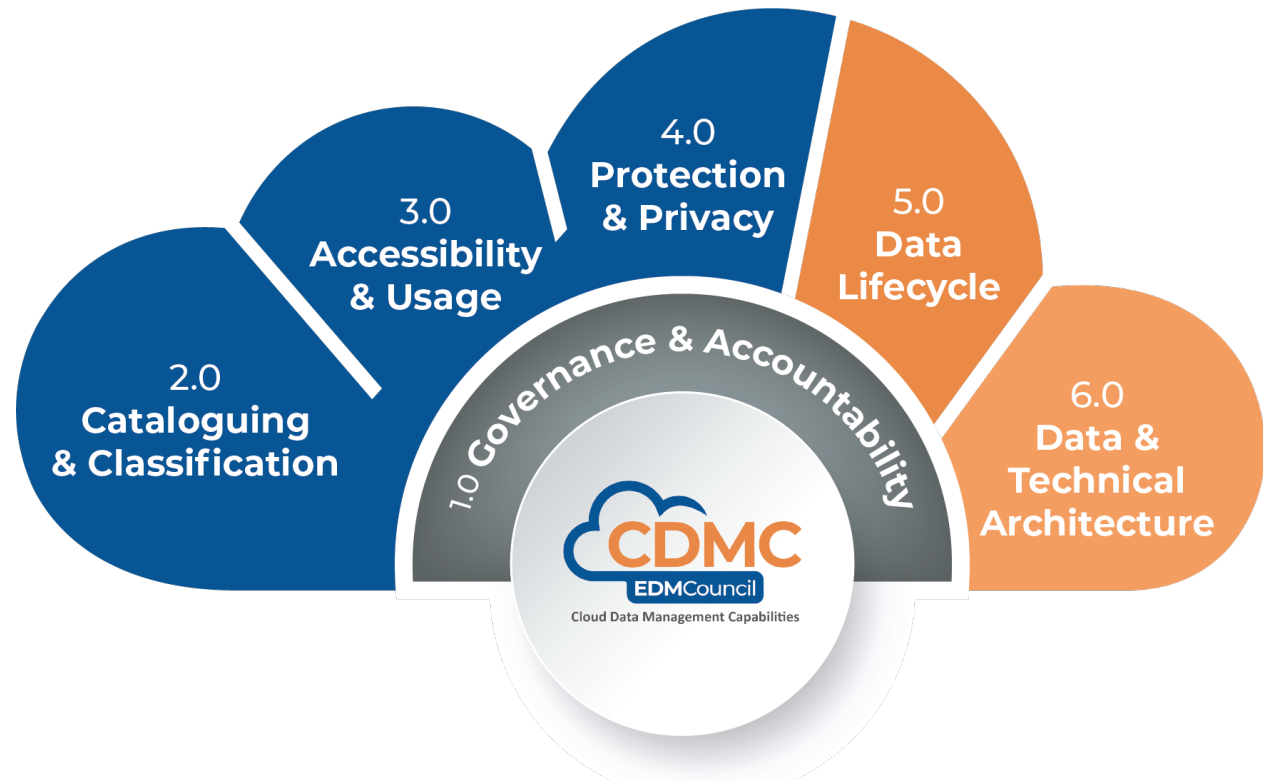 4.0
Protection
& Privacy
3.0
Accessibility
& Usage
5.0
Data
Lifecycle
2.0
Cataloguing
& Classification
1.0 Governance & Accountability
6.0
Data &
Technical
Architecture
CDMC
EDMCouncil
Cloud Data Management Capabilities